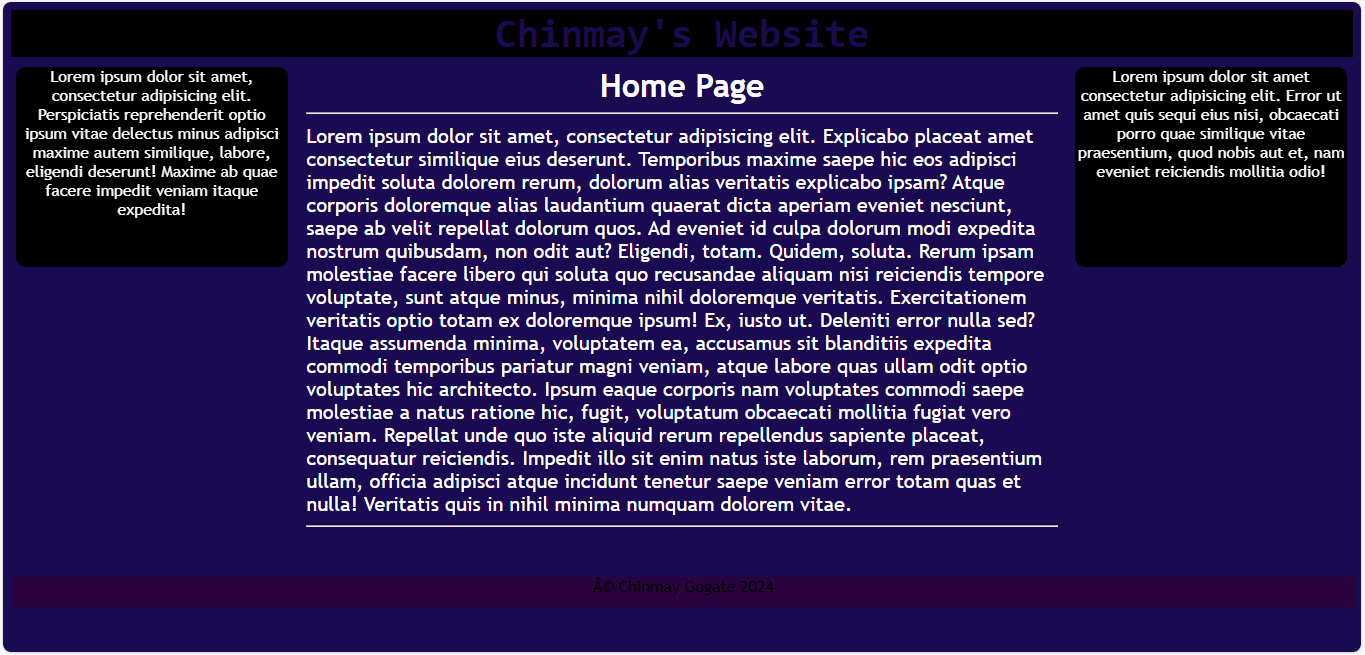 Chinmay's Website
Lorem ipsum dolor sit amet,
consectetur adipisicing elit.
Perspiciatis reprehenderit optio
ipsum vitae delectus minus adipisci
maxime autem similique, labore,
eligendi deserunt! Maxime ab quae
facere impedit veniam itaque
expedita!
Home Page
Lorem ipsum dolor sit amet, consectetur adipisicing elit. Explicabo placeat amet
consectetur similique eius deserunt. Temporibus maxime saepe hic eos adipisci
impedit soluta dolorem rerum, dolorum alias veritatis explicabo ipsam? Atque
corporis doloremque alias laudantium quaerat dicta aperiam eveniet nesciunt,
saepe ab velit repellat dolorum quos. Ad eveniet id culpa dolorum modi expedita
nostrum quibusdam, non odit aut? Eligendi, totam. Quidem, soluta. Rerum ipsam
molestiae facere libero qui soluta quo recusandae aliquam nisi reiciendis tempore
voluptate, sunt atque minus, minima nihil doloremque veritatis. Exercitationem
veritatis optio totam ex doloremque ipsum! Ex, iusto ut. Deleniti error nulla sed?
Itaque assumenda minima, voluptatem ea, accusamus sit blanditiis expedita
commodi temporibus pariatur magni veniam, atque labore quas ullam odit optio
voluptates hic architecto. Ipsum eaque corporis nam voluptates commodi saepe
molestiae a natus ratione hic, fugit, voluptatum obcaecati mollitia fugiat vero
veniam. Repellat unde quo iste aliquid rerum repellendus sapiente placeat,
consequatur reiciendis. Impedit illo sit enim natus iste laborum, rem praesentium
ullam, officia adipisci atque incidunt tenetur saepe veniam error totam quas et
nulla! Veritatis quis in nihil minima numquam dolorem vitae.
Lorem ipsum dolor sit amet
consectetur adipisicing elit. Error ut
amet quis sequi eius nisi, obcaecati
porro quae similique vitae
praesentium, quod nobis aut et, nam
eveniet reiciendis mollitia odio!
Â© Chinmay Gogate 2024